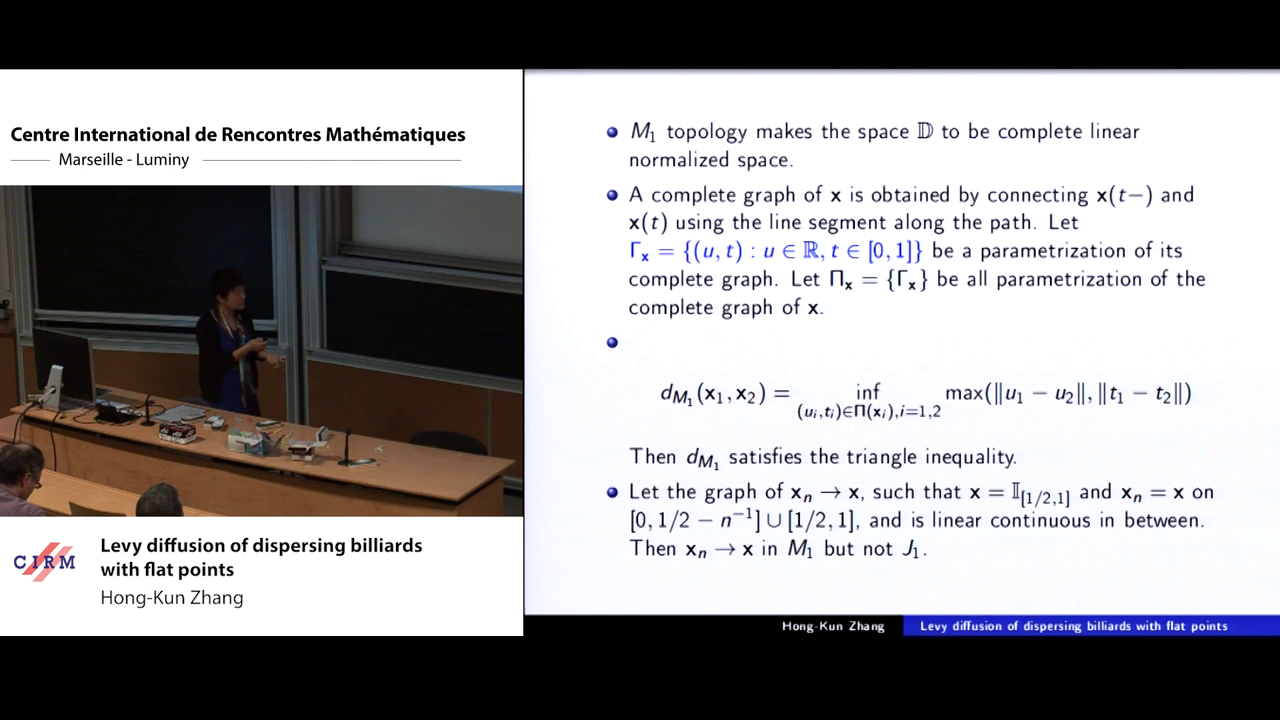 Centre International de Rencontres Mathématiques
Marseille - Luminy
CIRM
Levy diffusion of dispersing billiards
with flat points
Hong-Kun Zhang
M₁ topology makes the space 𝔻 to be complete linear
normalized space.
A complete graph of x is obtained by connecting x(t−) and
x(t) using the line segment along the path. Let
Γₓ = {(u, t) : u ∈ ℝ, t ∈ [0, 1]} be a parametrization of its
complete graph. Let Πₓ = {Γₓ} be all parametrization of the
complete graph of x.
d_{M₁}(x₁, x₂) = inf_{(uᵢ,tᵢ)∈Π(xᵢ),i=1,2} max(‖u₁ − u₂‖, ‖t₁ − t₂‖)
Then d_{M₁} satisfies the triangle inequality.
Let the graph of xₙ → x, such that x = 𝕀_{[1/2,1]} and xₙ = x on
[0, 1/2 − n⁻¹] ∪ [1/2, 1], and is linear continuous in between.
Then xₙ → x in M₁ but not J₁.
Hong-Kun Zhang
Levy diffusion of dispersing billiards with flat points